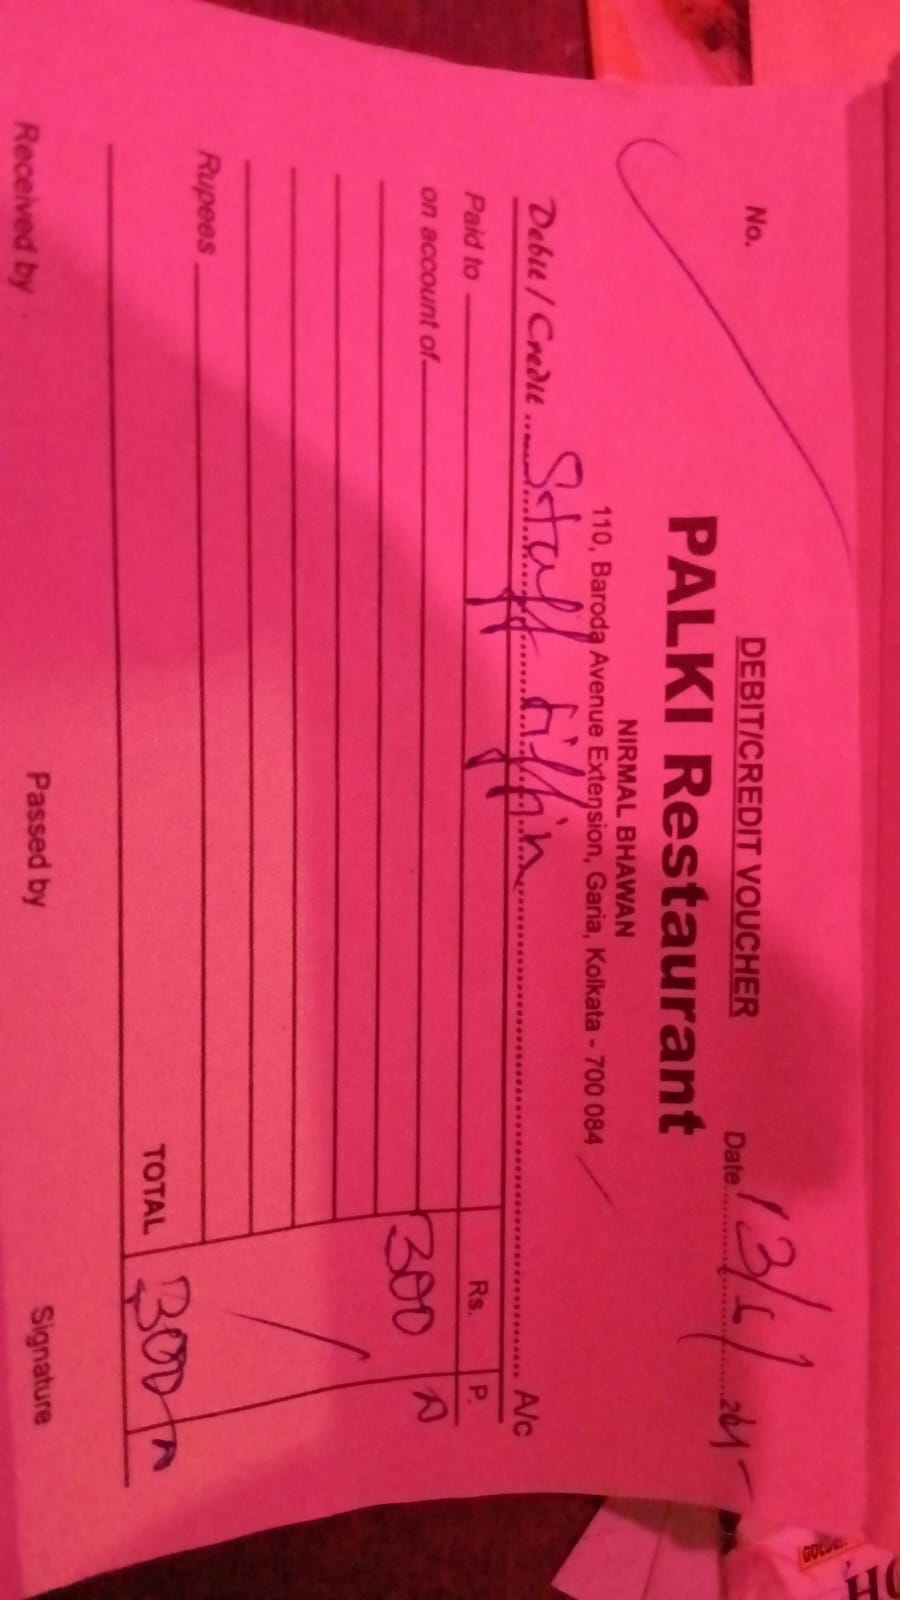 DEBIT/CREDIT VOUCHER
No.
Date 13/6/
PALKI Restaurant
NIRMAL BHAWAN
110, Baroda Avenue Extension, Garia, Kolkata - 700 084
Debit / Credit Staff tiffin A/c
Paid to Rs. P.
on account of 300
Rupees
TOTAL 300
Received by Passed by Signature